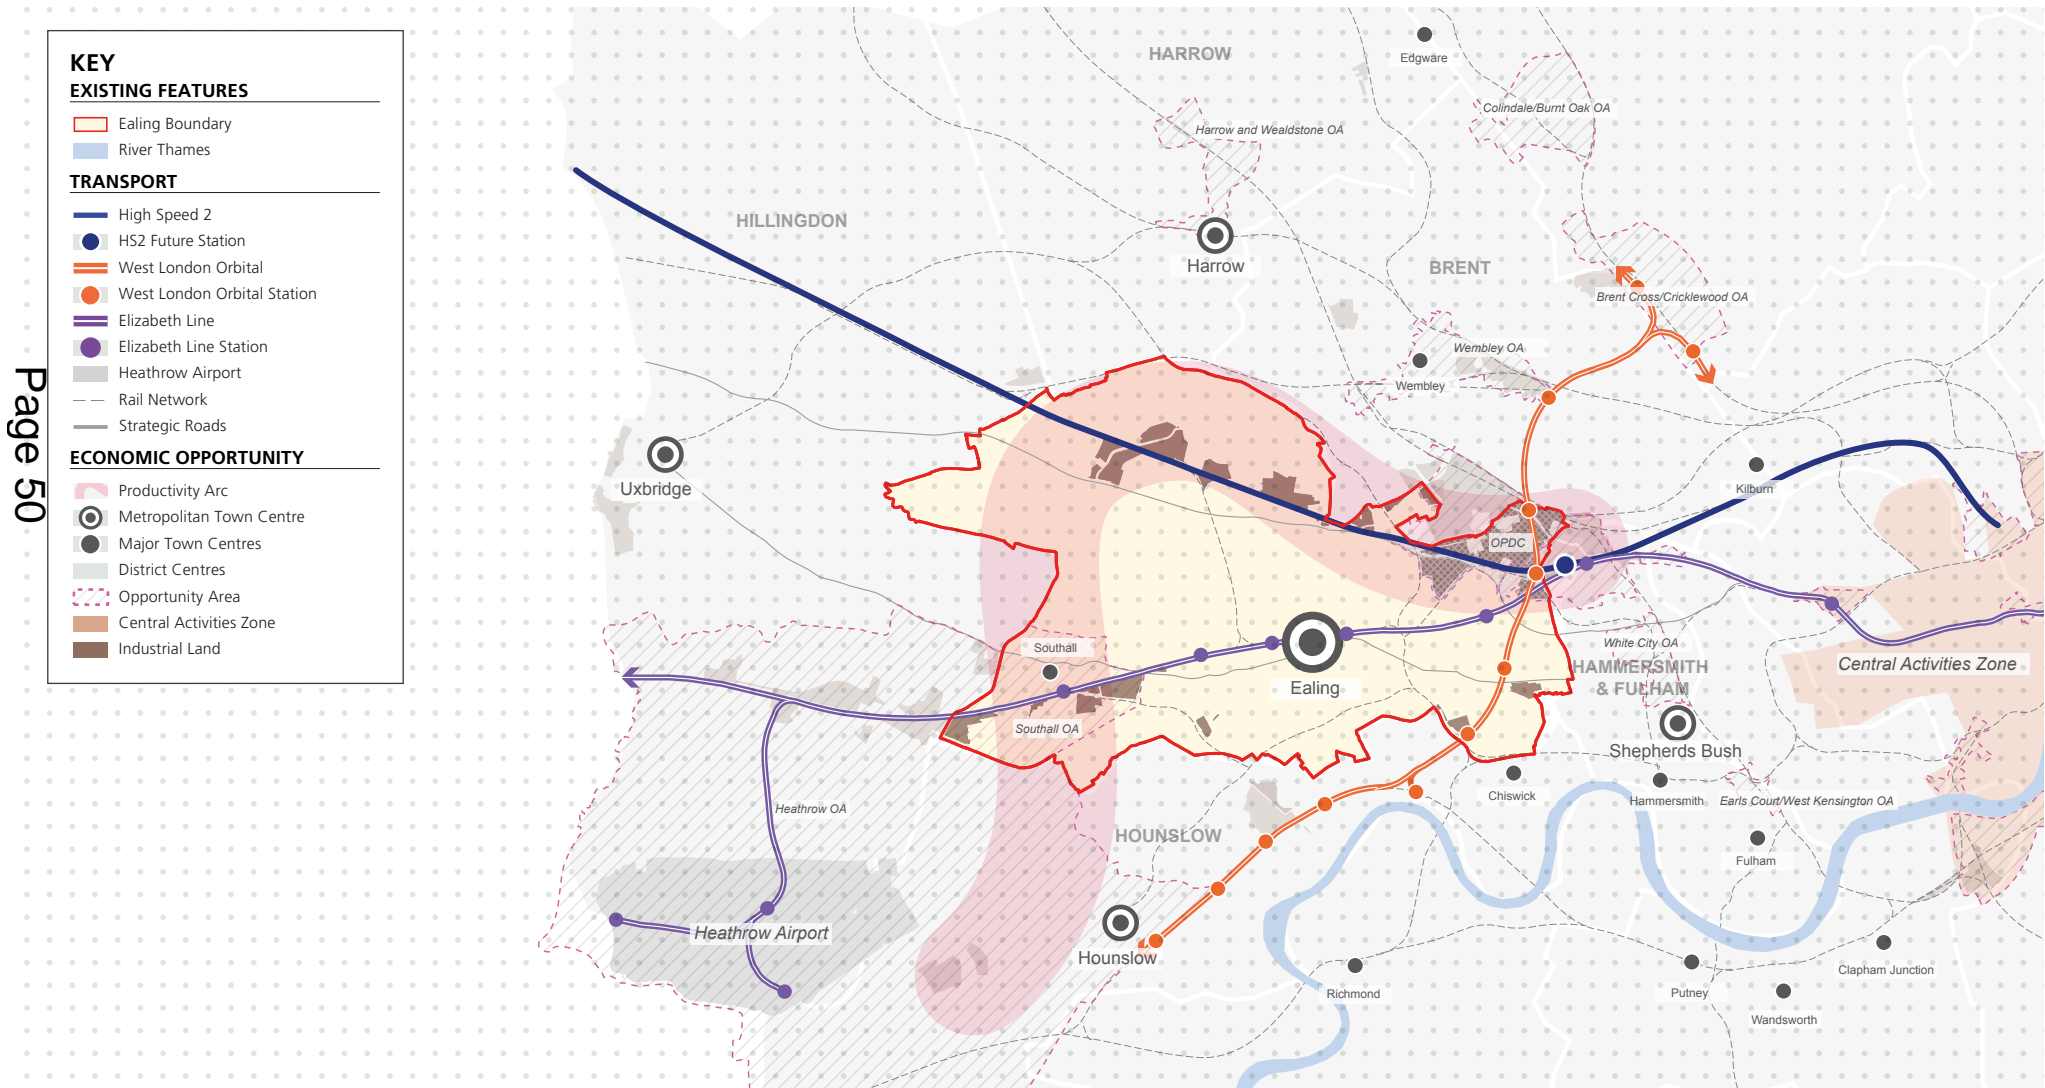 Page 50
KEY
EXISTING FEATURES
Ealing Boundary
River Thames
TRANSPORT
High Speed 2
HS2 Future Station
West London Orbital
West London Orbital Station
Elizabeth Line
Elizabeth Line Station
Heathrow Airport
Rail Network
Strategic Roads
ECONOMIC OPPORTUNITY
Productivity Arc
Metropolitan Town Centre
Major Town Centres
District Centres
Opportunity Area
Central Activities Zone
Industrial Land
HARROW
Edgware
Colindale/Burnt Oak OA
Harrow and Wealdstone OA
HILLINGDON
Harrow
BRENT
Brent Cross/Cricklewood OA
Wembley OA
Wembley
Uxbridge
Kilburn
OPDC
Southall
Ealing
White City OA
HAMMERSMITH
& FULHAM
Central Activities Zone
Southall OA
Shepherds Bush
Chiswick
Hammersmith
Earls Court/West Kensington OA
Heathrow OA
HOUNSLOW
Fulham
Heathrow Airport
Hounslow
Richmond
Putney
Clapham Junction
Wandsworth